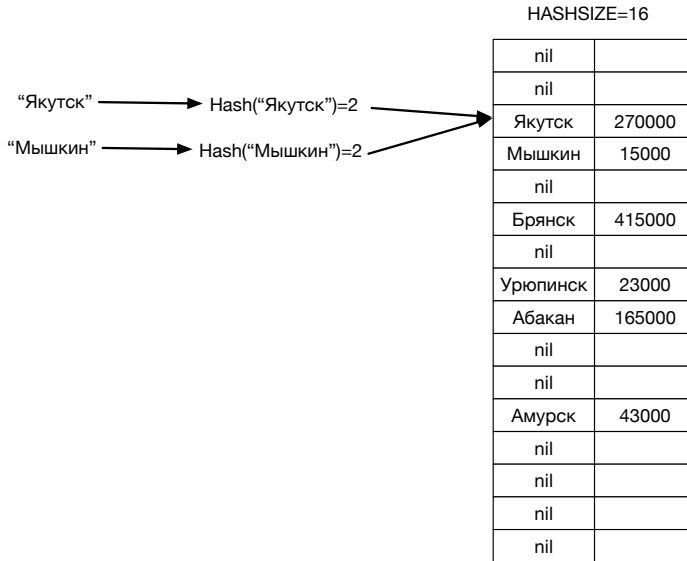 HASHSIZE=16
nil
nil
“Якутск” Hash(“Якутск”)=2
Якутск 270000
“Мышкин” Hash(“Мышкин”)=2
Мышкин 15000
nil
Брянск 415000
nil
Урюпинск 23000
Абакан 165000
nil
nil
Амурск 43000
nil
nil
nil
nil